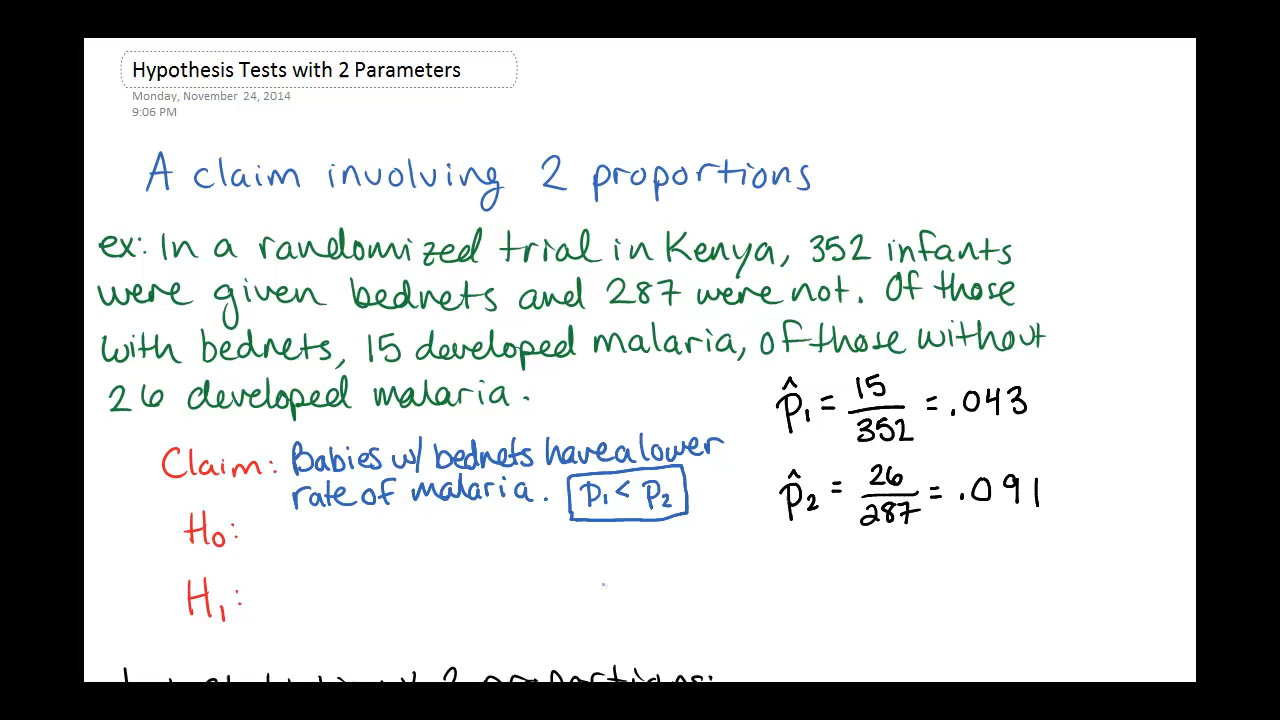 Hypothesis Tests with 2 Parameters
Monday, November 24, 2014
9:06 PM
A claim involving 2 proportions
ex: In a randomized trial in Kenya, 352 infants
were given bednets and 287 were not. Of those
with bednets, 15 developed malaria, of those without
26 developed malaria.
p̂₁ = 15/352 = .043
Claim: Babies w/ bednets have a lower
rate of malaria. p₁ < p₂
p̂₂ = 26/287 = .091
H₀:
H₁:
2 proportions: